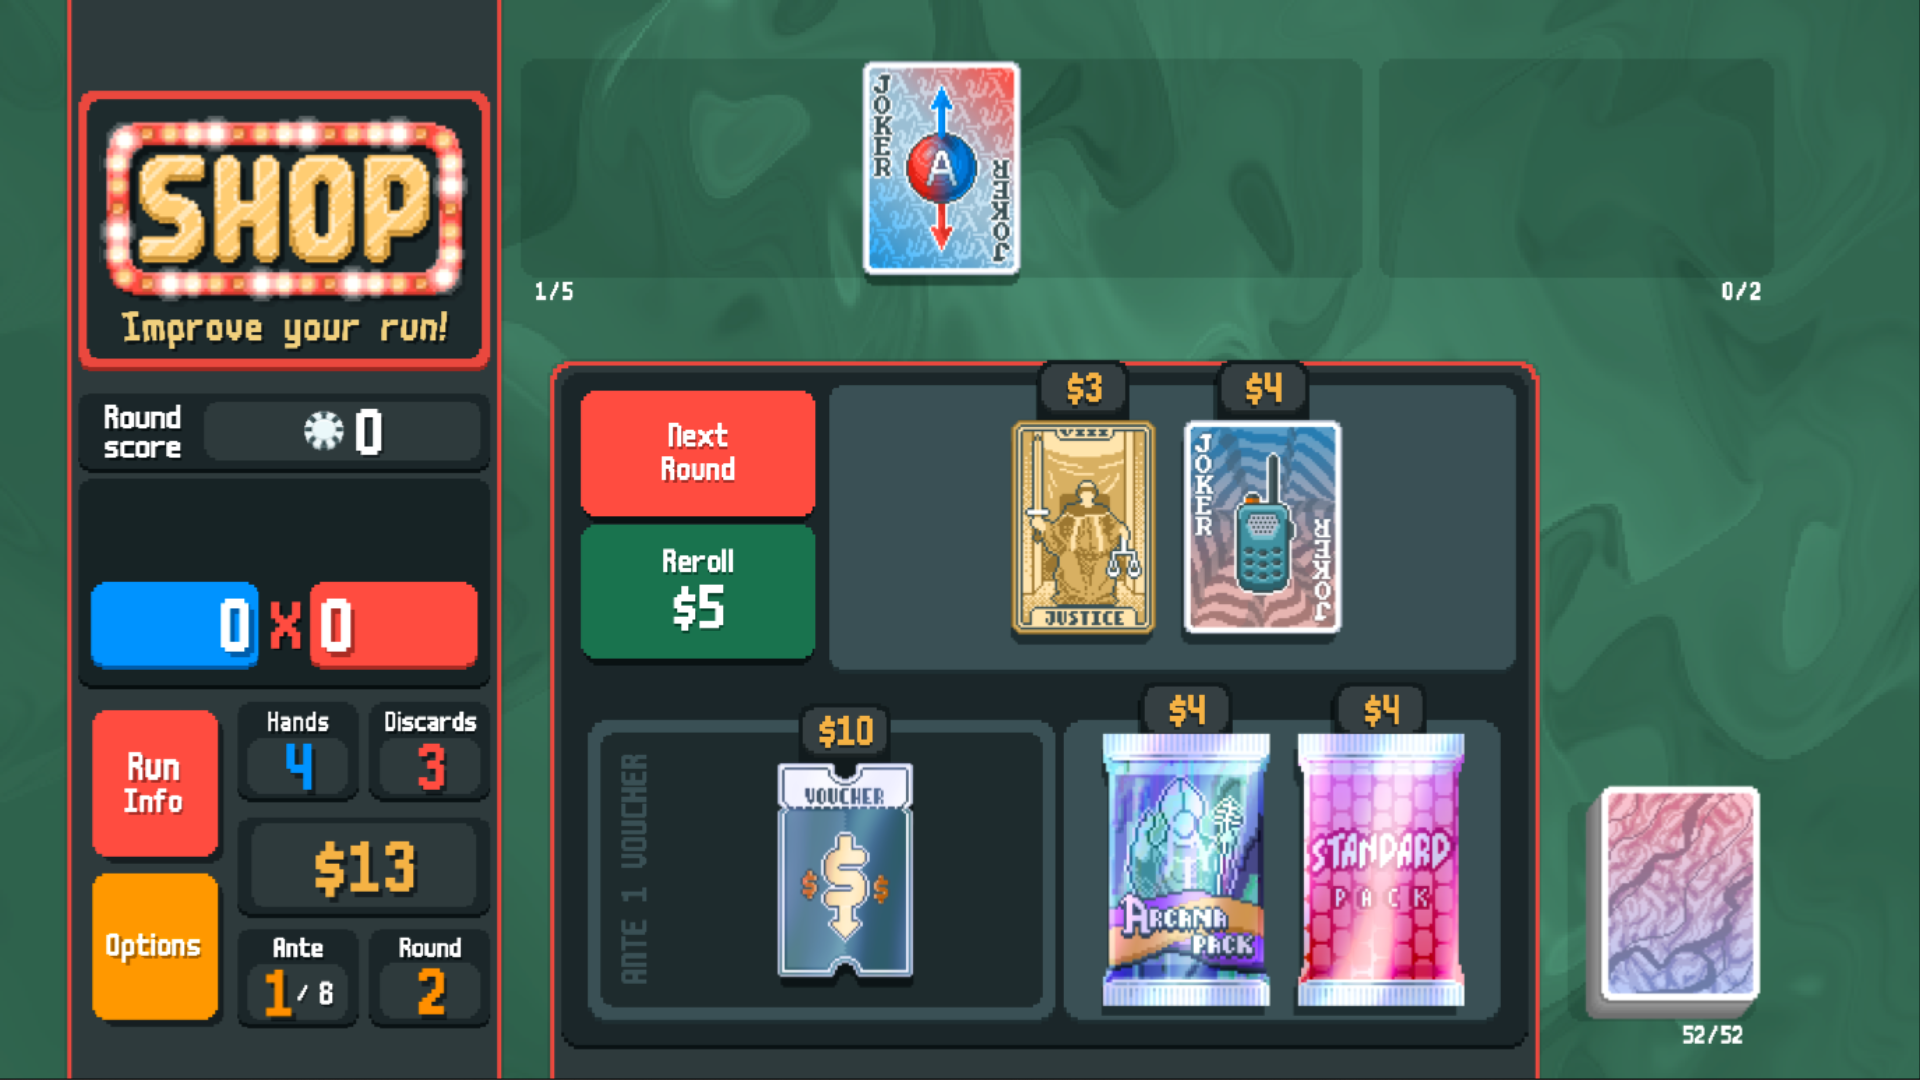 SHOP
Improve your run!
Round
score
0
0 X 0
Run
Info
Hands
4
Discards
3
$13
Options
Ante
1 / 8
Round
2
JOKER
A
JOKER
1/5
0/2
Next
Round
Reroll
$5
$3
VIII
JUSTICE
$4
JOKER
JOKER
ANTE 1 VOUCHER
$10
VOUCHER
$ $ $
$4
ARCANA
PACK
$4
STANDARD
PACK
52/52